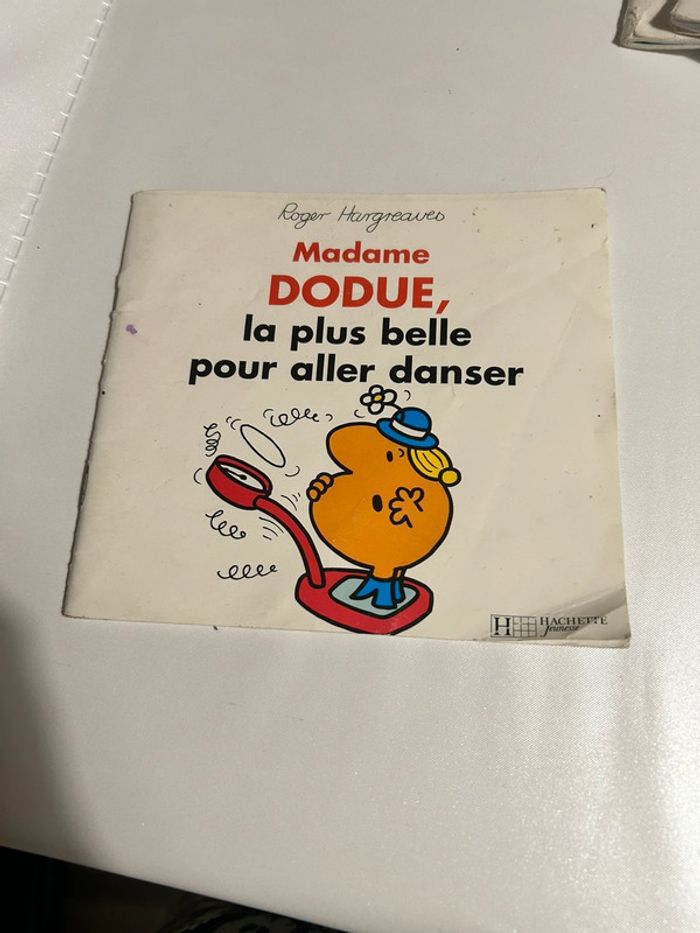 Roger Hargreaves
Madame
DODUE,
la plus belle
pour aller danser
H HACHETTE
Jeunesse